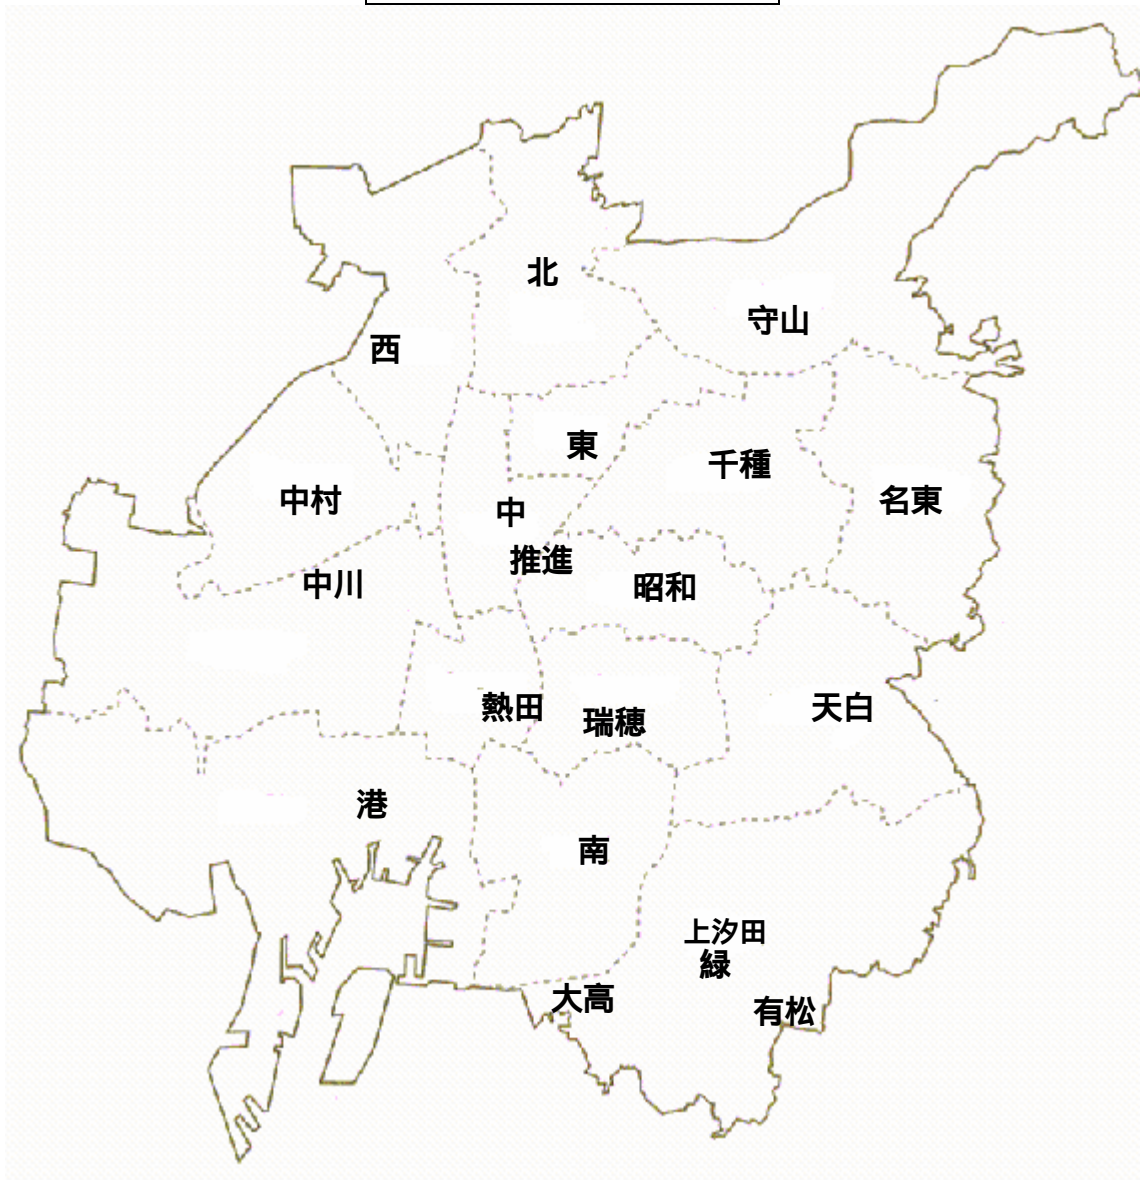 北
守山
西
東
千種
中村
名東
中
推進
中川
昭和
熱田
瑞穂
天白
港
南
上汐田
緑
大高
有松